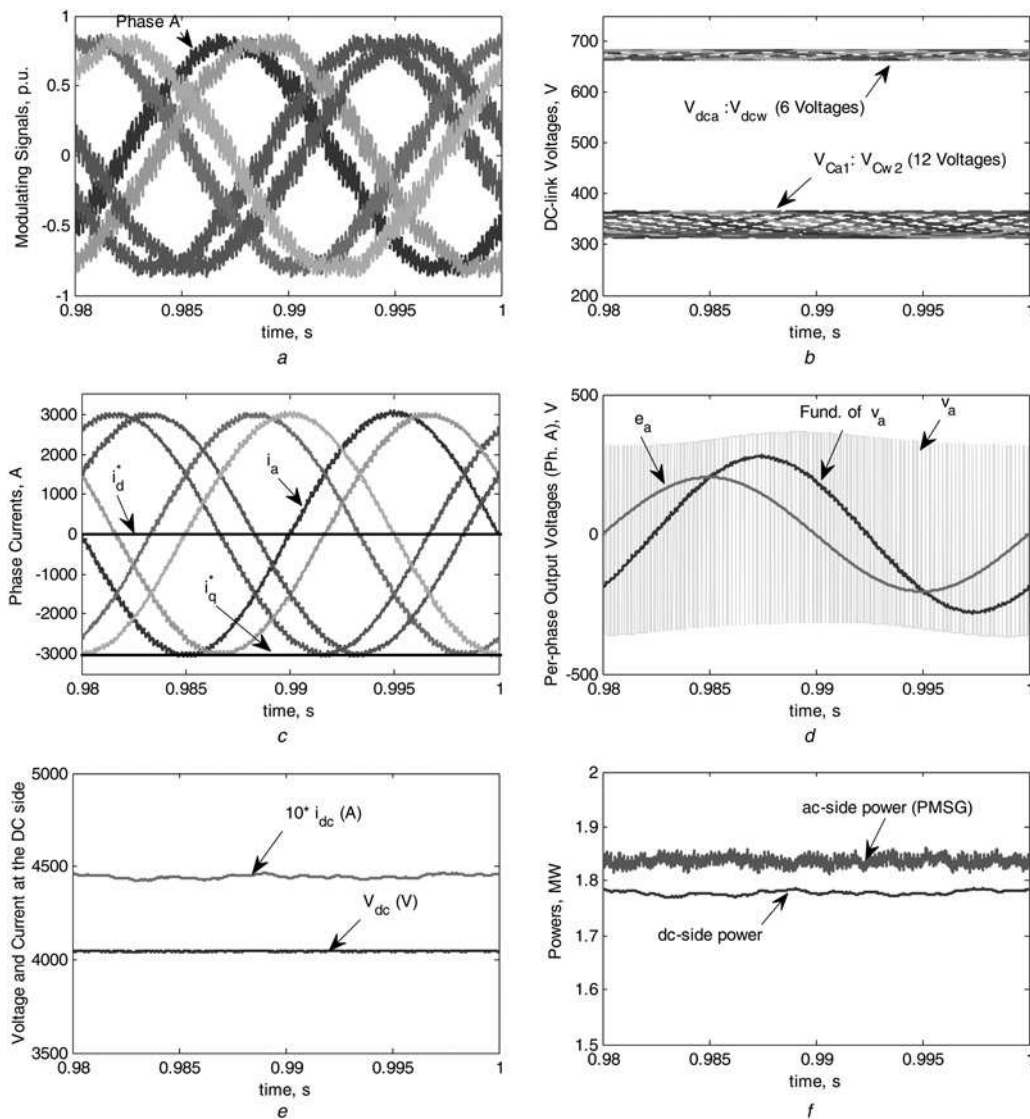 Phase A
Modulating Signals, p.u.
1
0.5
0
-0.5
-1
0.98 0.985 0.99 0.995 1
time, s
a
DC-link Voltages, V
700
600
500
400
300
200
V_dca : V_dcw (6 Voltages)
V_Ca1 : V_Cw2 (12 Voltages)
0.98 0.985 0.99 0.995 1
time, s
b
Phase Currents, A
3000
2000
1000
0
-1000
-2000
-3000
i*_d
i_a
i*_q
0.98 0.985 0.99 0.995 1
time, s
c
Per-phase Output Voltages (Ph. A), V
500
0
-500
e_a
Fund. of v_a
v_a
0.98 0.985 0.99 0.995 1
time, s
d
Voltage and Current at the DC side
5000
4500
4000
3500
10* i_dc (A)
V_dc (V)
0.98 0.985 0.99 0.995 1
time, s
e
Powers, MW
2
1.9
1.8
1.7
1.6
1.5
ac-side power (PMSG)
dc-side power
0.98 0.985 0.99 0.995 1
time, s
f